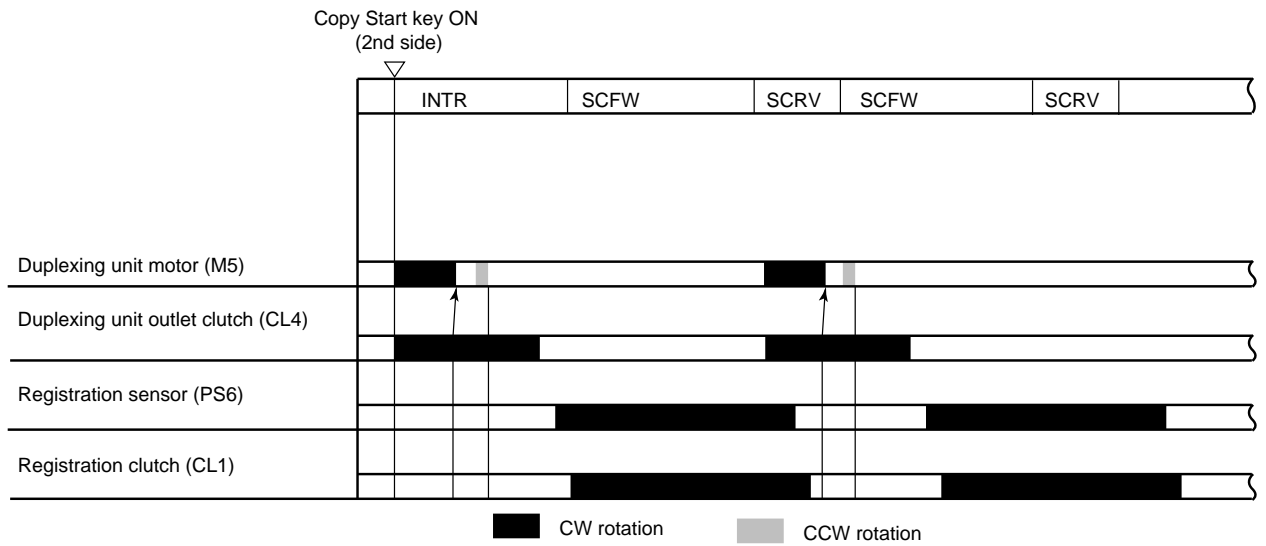 Copy Start key ON
(2nd side)
INTR SCFW SCRV SCFW SCRV
Duplexing unit motor (M5)
Duplexing unit outlet clutch (CL4)
Registration sensor (PS6)
Registration clutch (CL1)
CW rotation CCW rotation